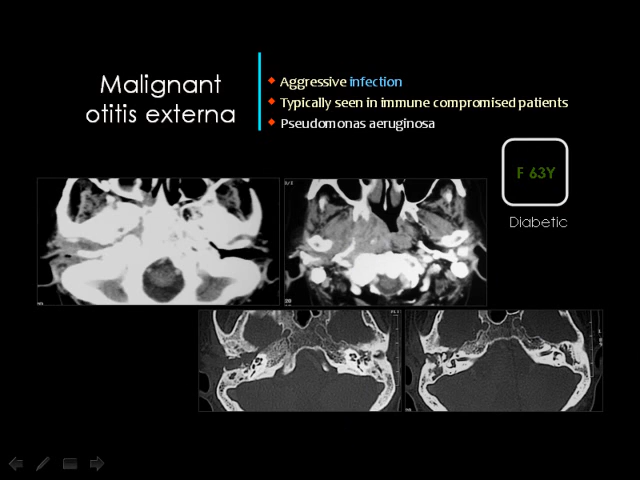 Malignant
otitis externa
Aggressive infection
Typically seen in immune compromised patients
Pseudomonas aeruginosa
F 63Y
Diabetic